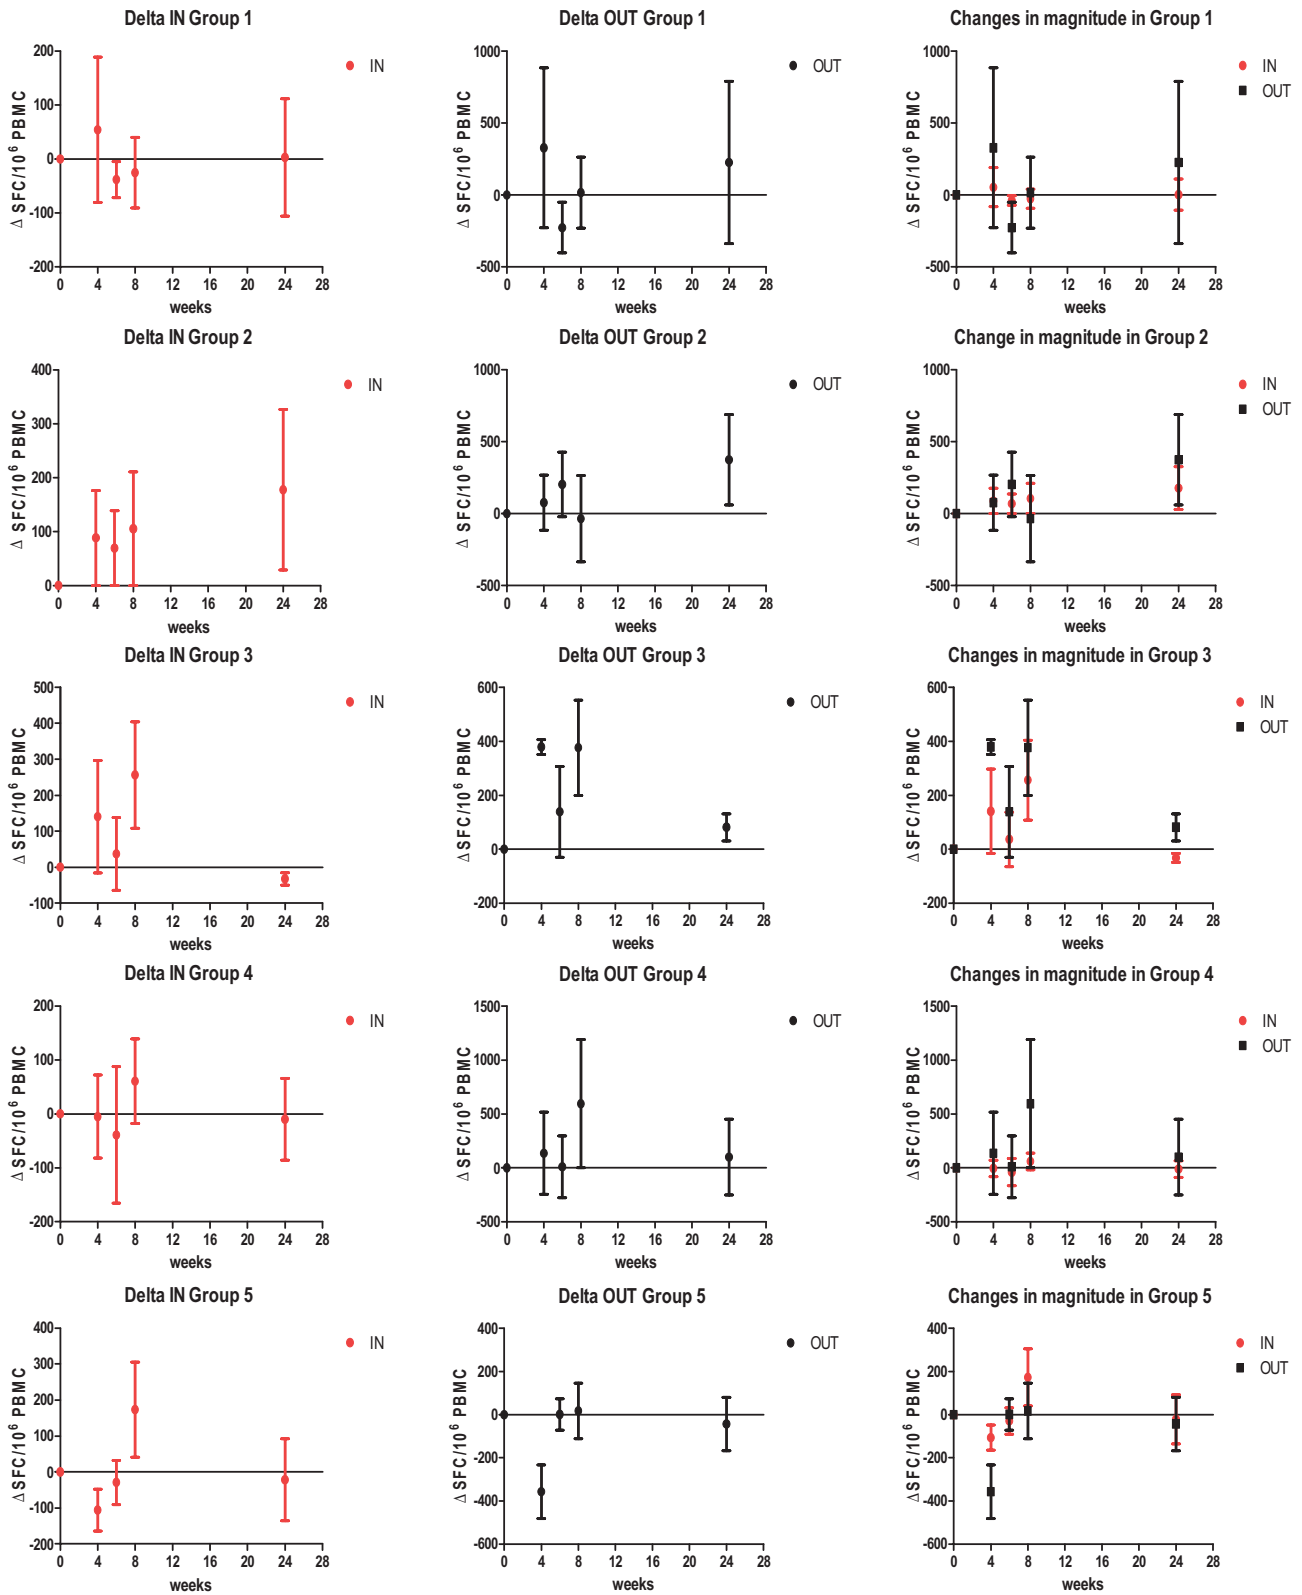 Delta IN Group 1
Δ SFC/10⁶ PBMC
200
100
0
-100
-200
0 4 8 12 16 20 24 28
weeks
IN
Delta OUT Group 1
Δ SFC/10⁶ PBMC
1000
500
0
-500
0 4 8 12 16 20 24 28
weeks
OUT
Changes in magnitude in Group 1
Δ SFC/10⁶ PBMC
1000
500
0
-500
0 4 8 12 16 20 24 28
weeks
IN
OUT
Delta IN Group 2
Δ SFC/10⁶ PBMC
400
300
200
100
0
0 4 8 12 16 20 24 28
weeks
IN
Delta OUT Group 2
Δ SFC/10⁶ PBMC
1000
500
0
-500
0 4 8 12 16 20 24 28
weeks
OUT
Change in magnitude in Group 2
Δ SFC/10⁶ PBMC
1000
500
0
-500
0 4 8 12 16 20 24 28
weeks
IN
OUT
Delta IN Group 3
Δ SFC/10⁶ PBMC
500
400
300
200
100
0
-100
0 4 8 12 16 20 24 28
weeks
IN
Delta OUT Group 3
Δ SFC/10⁶ PBMC
600
400
200
0
-200
0 4 8 12 16 20 24 28
weeks
OUT
Changes in magnitude in Group 3
Δ SFC/10⁶ PBMC
600
400
200
0
-200
0 4 8 12 16 20 24 28
weeks
IN
OUT
Delta IN Group 4
Δ SFC/10⁶ PBMC
200
100
0
-100
-200
0 4 8 12 16 20 24 28
weeks
IN
Delta OUT Group 4
Δ SFC/10⁶ PBMC
1500
1000
500
0
-500
0 4 8 12 16 20 24 28
weeks
OUT
Changes in magnitude in Group 4
Δ SFC/10⁶ PBMC
1500
1000
500
0
-500
0 4 8 12 16 20 24 28
weeks
IN
OUT
Delta IN Group 5
Δ SFC/10⁶ PBMC
400
300
200
100
0
-100
-200
0 4 8 12 16 20 24 28
weeks
IN
Delta OUT Group 5
Δ SFC/10⁶ PBMC
400
200
0
-200
-400
-600
0 4 8 12 16 20 24 28
weeks
OUT
Changes in magnitude in Group 5
Δ SFC/10⁶ PBMC
400
200
0
-200
-400
-600
0 4 8 12 16 20 24 28
weeks
IN
OUT